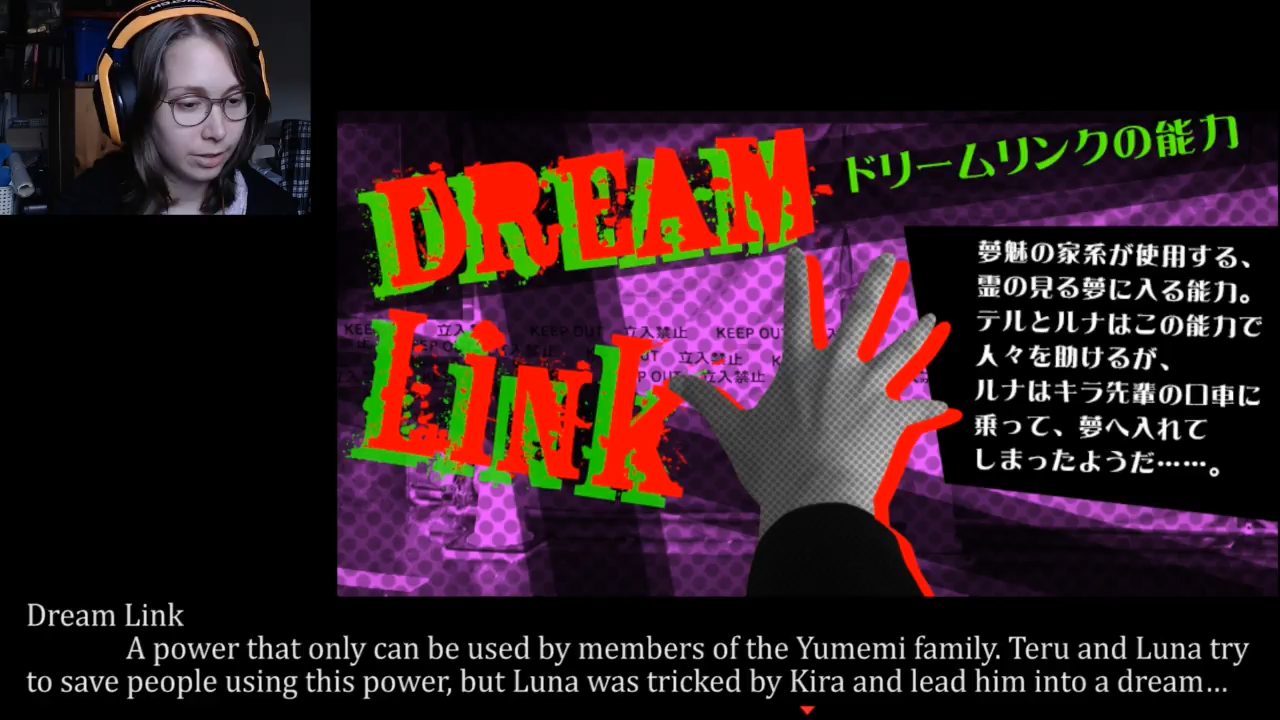 DREAM
Link
ドリームリンクの能力
夢魅の家系が使用する、
霊の見る夢に入る能力。
テルとルナはこの能力で
人々を助けるが、
ルナはキラ先輩の口車に
乗って、夢へ入れて
しまったようだ……。
KEEP OUT 立入禁止 KEEP OUT
立入禁止
Dream Link
A power that only can be used by members of the Yumemi family. Teru and Luna try
to save people using this power, but Luna was tricked by Kira and lead him into a dream...